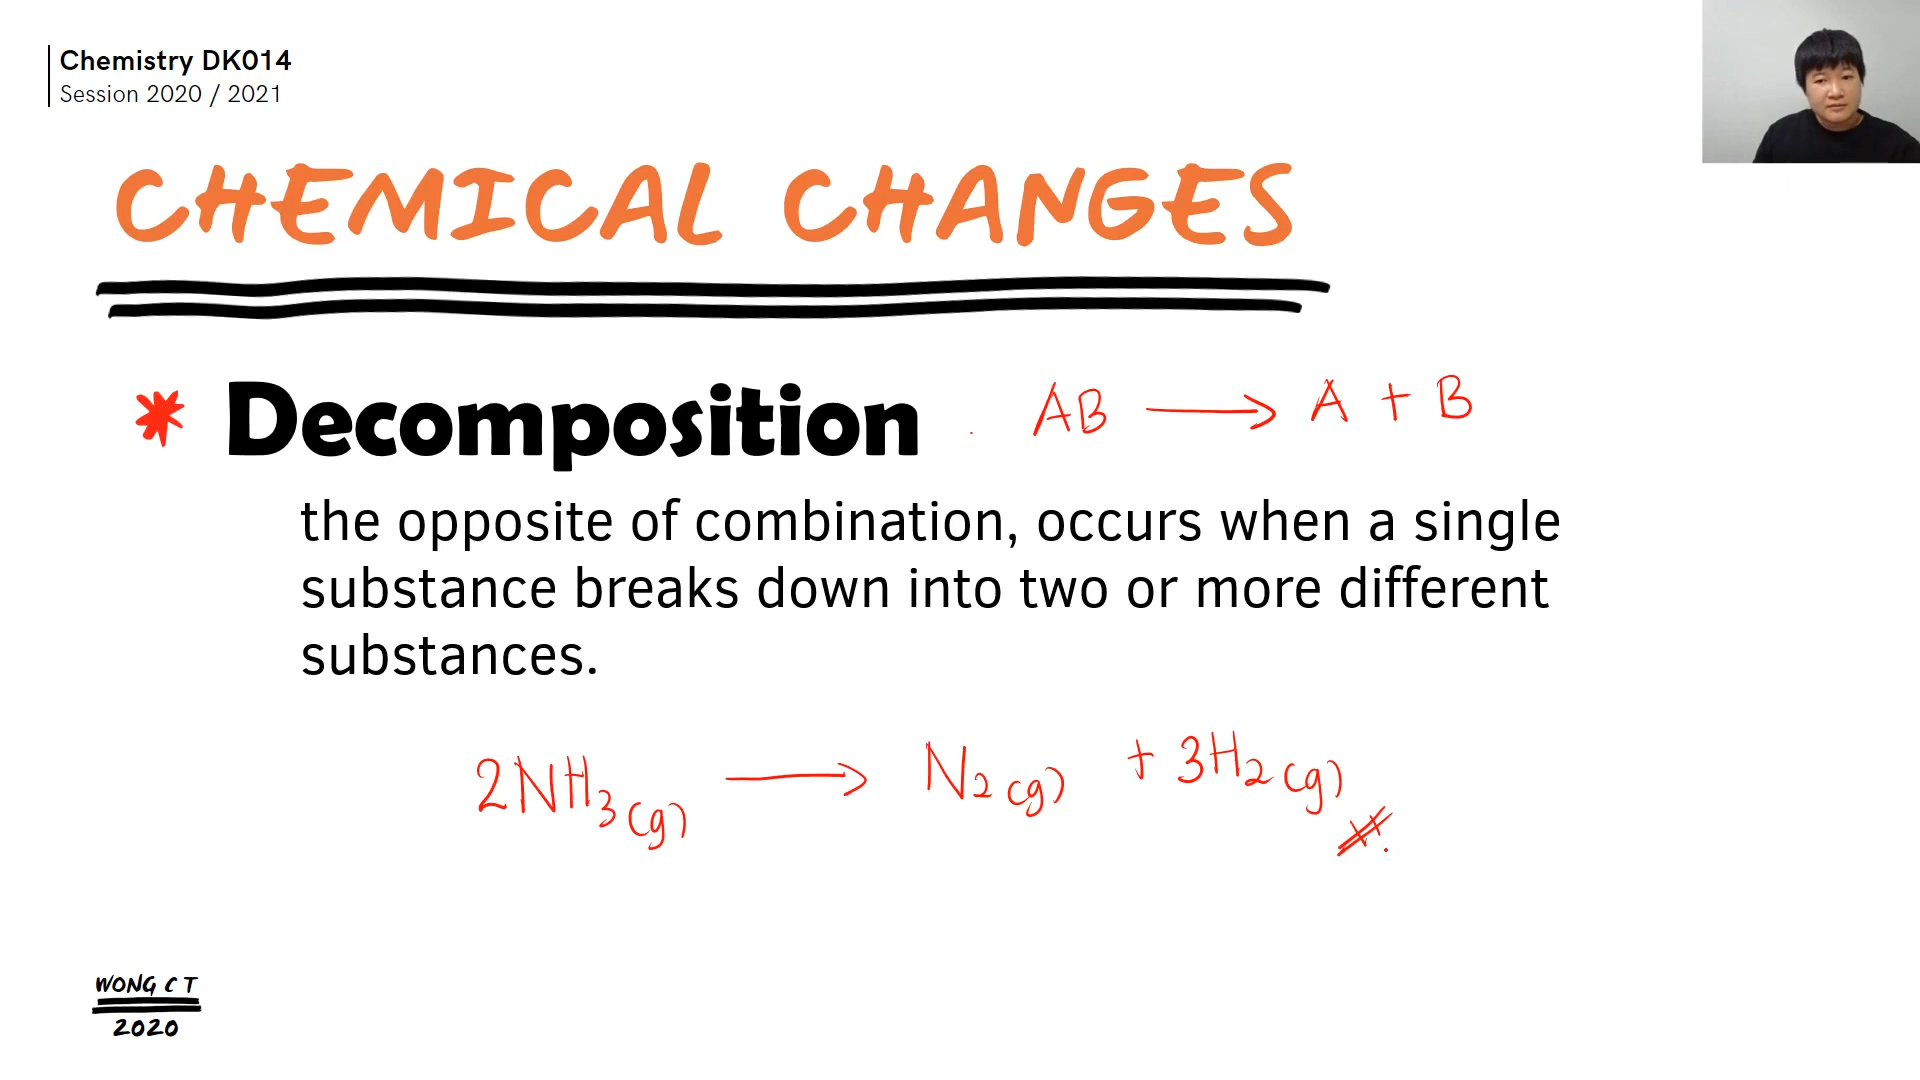 Chemistry DK014
Session 2020 / 2021
CHEMICAL CHANGES
* Decomposition AB ⟶ A + B
the opposite of combination, occurs when a single
substance breaks down into two or more different
substances.
2NH₃(g) ⟶ N₂(g) + 3H₂(g)
WONG C T
2020